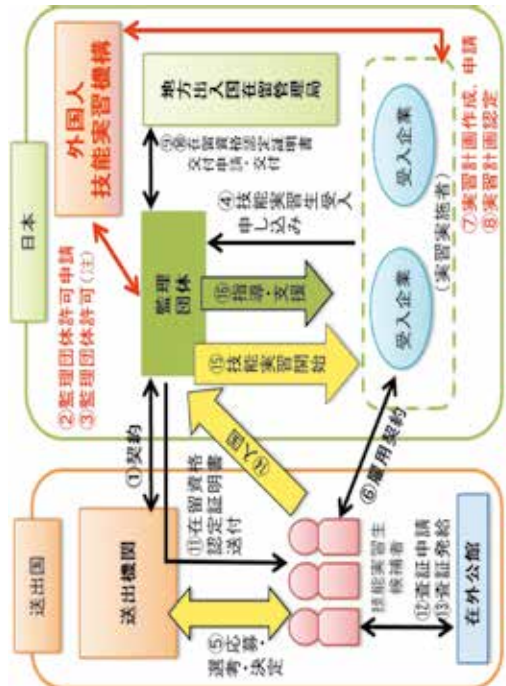 送出国
日本
送出機関
①契約
②監理団体許可申請
③監理団体許可(注)
外国人
技能実習機構
監理
団体
⑨⑩在留資格認定証明書
交付申請・交付
地方出入国在留管理局
⑤応募・
選考・決定
⑪在留資格
認定証明書
送付
⑭入国
⑮技能実習開始
⑯指導・支援
④技能実習生受入
申し込み
技能実習生
候補者
⑥雇用契約
受入企業
受入企業
(実習実施者)
⑫査証申請
⑬査証発給
在外公館
⑦実習計画作成、申請
⑧実習計画認定